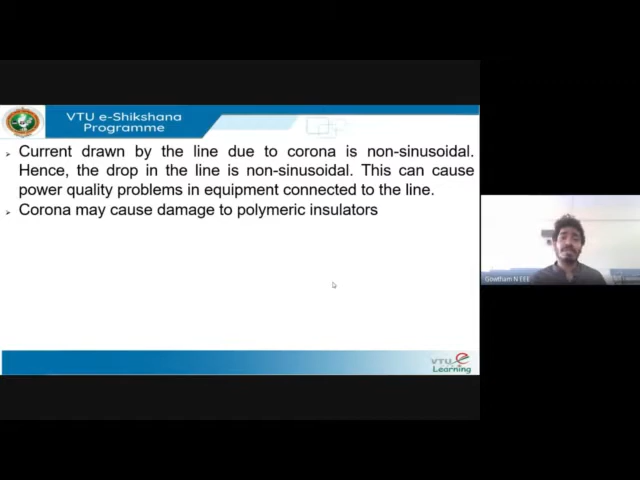 VTU e-Shikshana
Programme
Current drawn by the line due to corona is non-sinusoidal.
Hence, the drop in the line is non-sinusoidal. This can cause
power quality problems in equipment connected to the line.
Corona may cause damage to polymeric insulators
Gowtham N EEE
VTU e
Learning